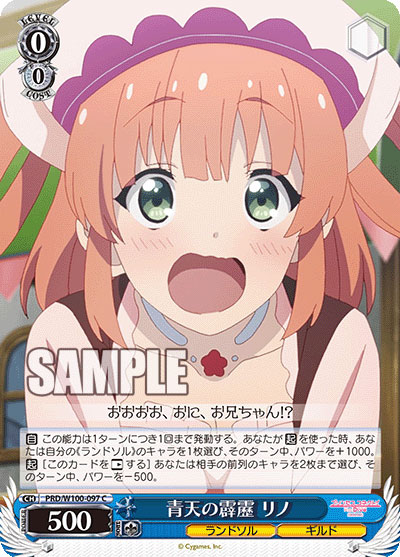 LEVEL
0
0
COST
SAMPLE
おおおお、おに、お兄ちゃん!?
自 この能力は1ターンにつき1回まで発動する。あなたが 起 を使った時、あな
たは自分の《ランドソル》のキャラを1枚選び、そのターン中、パワーを+1000。
起 [このカードを する] あなたは相手の前列のキャラを2枚まで選び、そ
のターン中、パワーを-500。
CH PRD/W100-097 C
500
青天の霹靂 リノ
ランドソル ギルド
© Cygames, Inc.